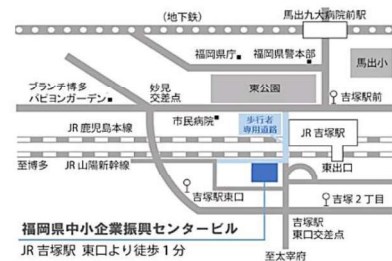 (地下鉄)
馬出九大病院前駅
福岡県庁
福岡県警本部
馬出小
ブランチ博多
パピヨンガーデン
妙見
交差点
東公園
吉塚駅前
市民病院
歩行者
専用道路
JR 鹿児島本線
JR 吉塚駅
至博多
JR 山陽新幹線
東出口
吉塚駅東口
吉塚2丁目
福岡県中小企業振興センタービル
JR 吉塚駅 東口より徒歩1分
吉塚駅
東口交差点
至太宰府